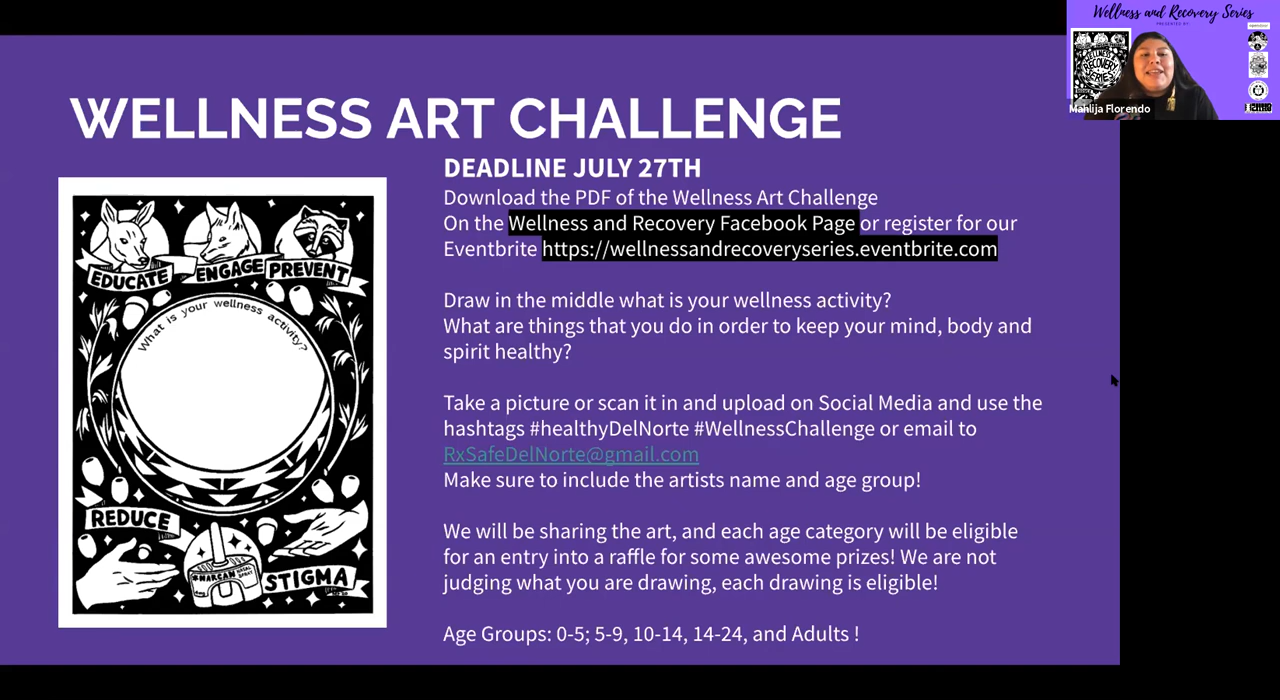 Wellness and Recovery Series
PRESENTED BY
WELLNESS
RECOVERY
SERIES
Mahlija Florendo
WELLNESS ART CHALLENGE
DEADLINE JULY 27TH
Download the PDF of the Wellness Art Challenge
On the Wellness and Recovery Facebook Page or register for our
Eventbrite https://wellnessandrecoveryseries.eventbrite.com
Draw in the middle what is your wellness activity?
What are things that you do in order to keep your mind, body and
spirit healthy?
Take a picture or scan it in and upload on Social Media and use the
hashtags #healthyDelNorte #WellnessChallenge or email to
RxSafeDelNorte@gmail.com
Make sure to include the artists name and age group!
We will be sharing the art, and each age category will be eligible
for an entry into a raffle for some awesome prizes! We are not
judging what you are drawing, each drawing is eligible!
Age Groups: 0-5; 5-9, 10-14, 14-24, and Adults !
EDUCATE ENGAGE PREVENT
What is your wellness activity?
REDUCE
#NARCAN NASAL SPRAY
STIGMA